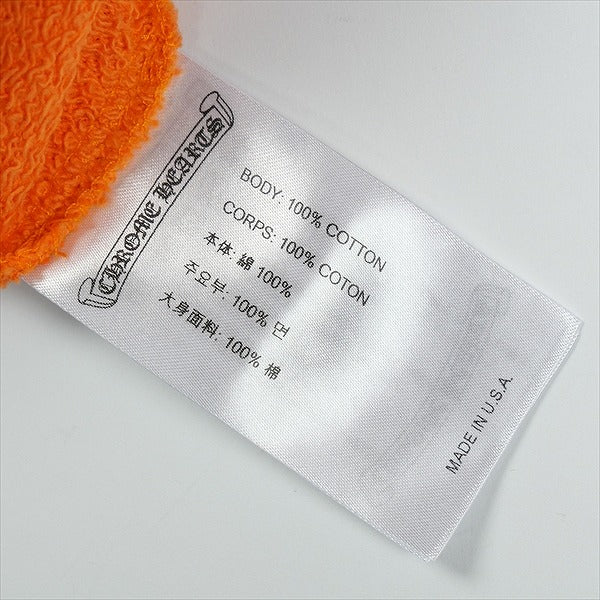 CHROME HEARTS
BODY: 100% COTTON
CORPS: 100% COTON
本体: 綿 100%
주요부: 100% 면
大身面料: 100% 棉
MADE IN U.S.A.